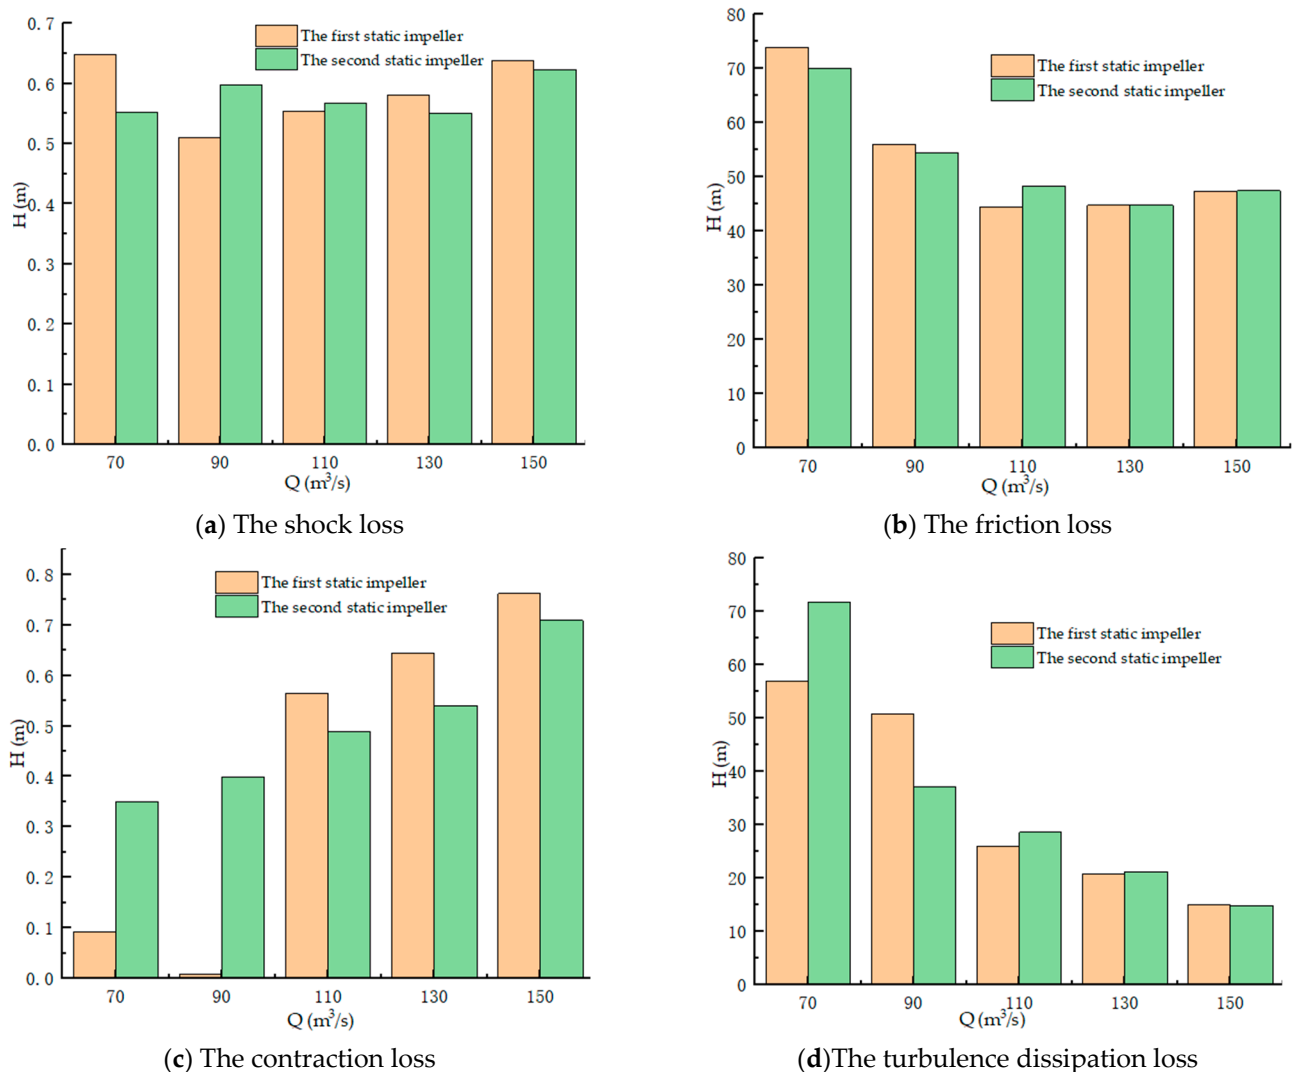 0.7
0.6
0.5
0.4
0.3
0.2
0.1
0.0
H (m)
The first static impeller
The second static impeller
70 90 110 130 150
Q (m³/s)
(a) The shock loss
80
70
60
50
40
30
20
10
0
H (m)
The first static impeller
The second static impeller
70 90 110 130 150
Q (m³/s)
(b) The friction loss
0.8
0.7
0.6
0.5
0.4
0.3
0.2
0.1
0.0
H (m)
The first static impeller
The second static impeller
70 90 110 130 150
Q (m³/s)
(c) The contraction loss
80
70
60
50
40
30
20
10
0
H (m)
The first static impeller
The second static impeller
70 90 110 130 150
Q (m³/s)
(d)The turbulence dissipation loss